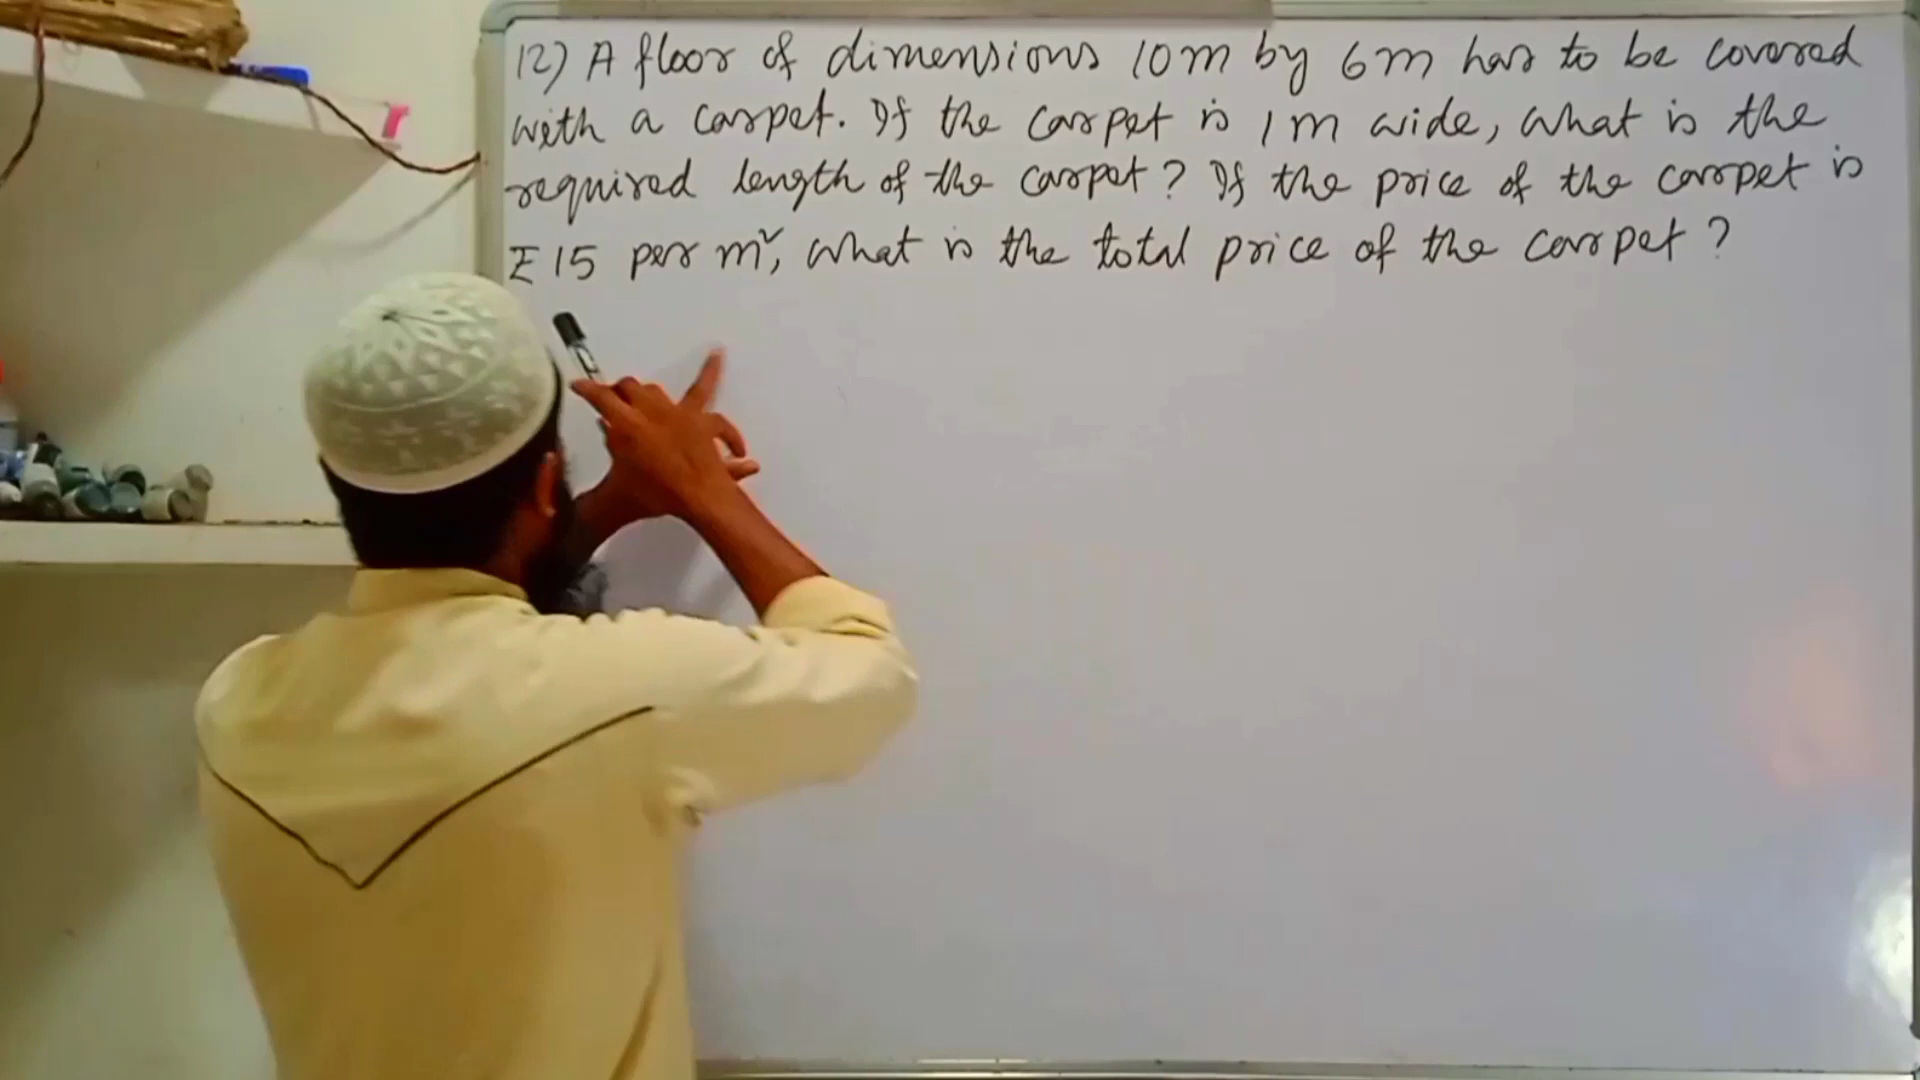 12) A floor of dimensions 10m by 6m has to be covered
with a carpet. If the carpet is 1m wide, what is the
required length of the carpet? If the price of the carpet is
£15 per m², what is the total price of the carpet?